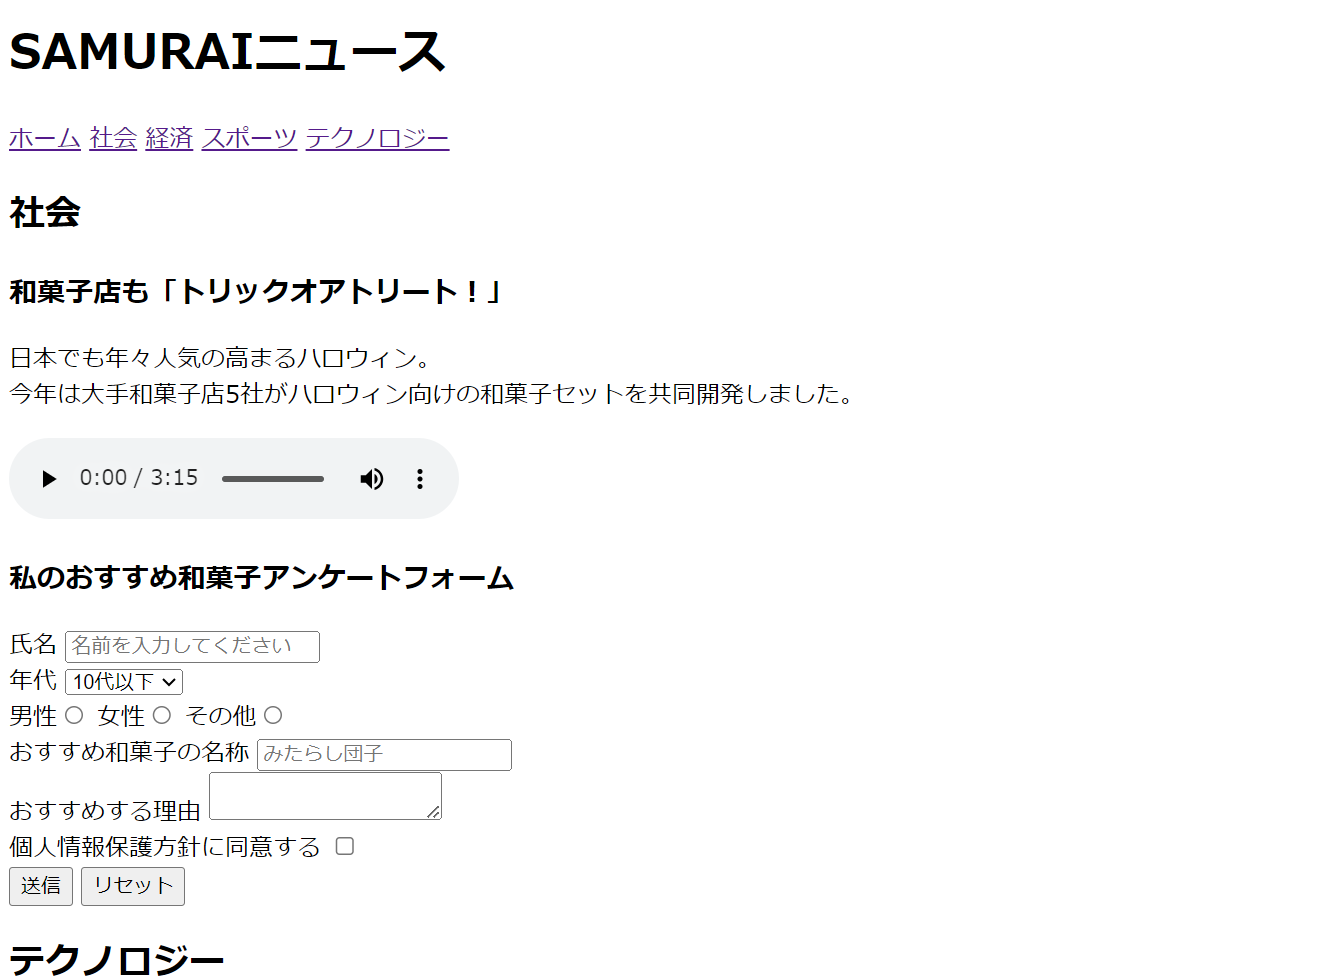 SAMURAIニュース
ホーム 社会 経済 スポーツ テクノロジー
社会
和菓子店も「トリックオアトリート！」
日本でも年々人気の高まるハロウィン。
今年は大手和菓子店5社がハロウィン向けの和菓子セットを共同開発しました。
0:00 / 3:15
私のおすすめ和菓子アンケートフォーム
氏名 名前を入力してください
年代 10代以下
男性 女性 その他
おすすめ和菓子の名称 みたらし団子
おすすめする理由
個人情報保護方針に同意する
送信 リセット
テクノロジー